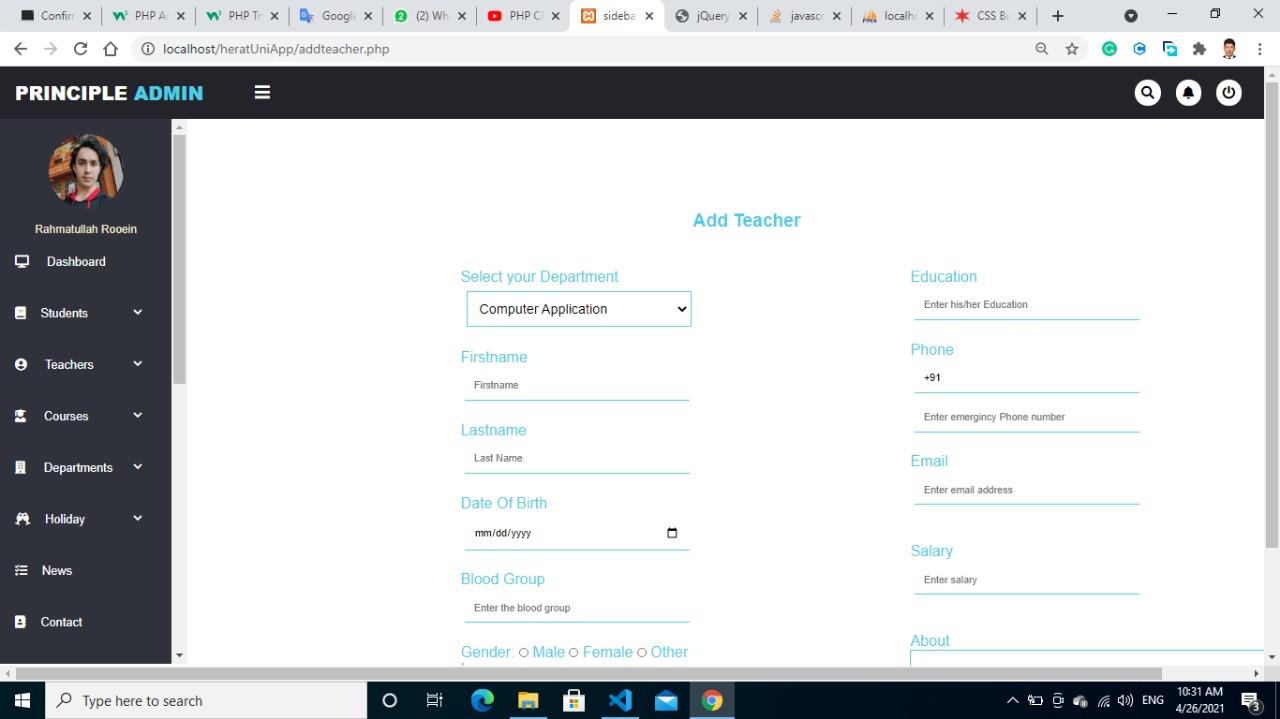 Confirm
PHP A
PHP Tr
Google
(2) Wh
PHP C
sideba
jQuery
javasc
localho
CSS B
localhost/heratUniApp/addteacher.php
PRINCIPLE ADMIN
Rahmatullah Rooein
Dashboard
Students
Teachers
Courses
Departments
Holiday
News
Contact
Add Teacher
Select your Department
Computer Application
Firstname
Firstname
Lastname
Last Name
Date Of Birth
mm/dd/yyyy
Blood Group
Enter the blood group
Gender: Male Female Other
Education
Enter his/her Education
Phone
+91
Enter emergincy Phone number
Email
Enter email address
Salary
Enter salary
About
Type here to search
ENG
10:31 AM
4/26/2021
3